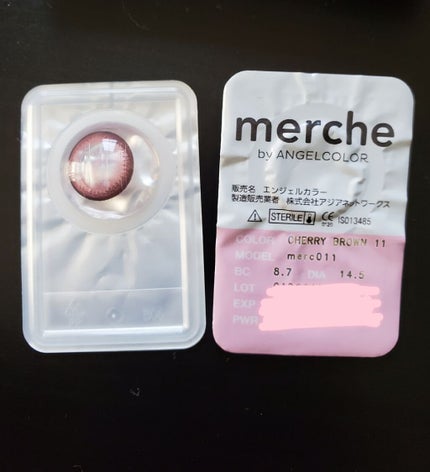 merche
by ANGELCOLOR
販売名 エンジェルカラー
製造販売業者 株式会社アジアネットワークス
STERILE CE ISO13485
COLOR CHERRY BROWN 11
MODEL merc011
BC 8.7 DIA 14.5
LOT
EXP
PWR